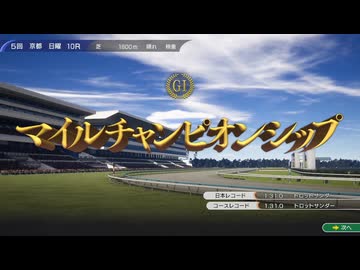 5回 京都 日曜 10R 芝 1600m 晴れ 映像
GI
マイルチャンピオンシップ
日本レコード 1:31.0 トロットサンダー
コースレコード 1:31.0 トロットサンダー
次へ